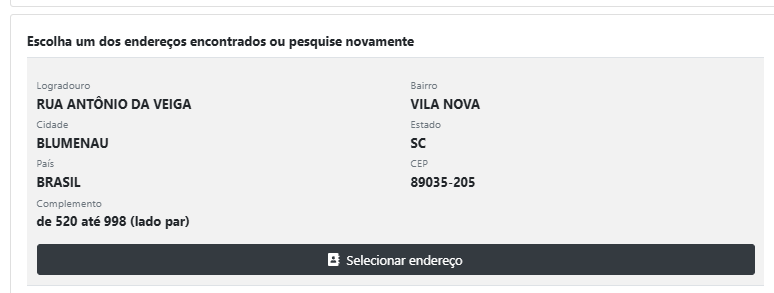 Escolha um dos endereços encontrados ou pesquise novamente
Logradouro
RUA ANTÔNIO DA VEIGA
Bairro
VILA NOVA
Cidade
BLUMENAU
Estado
SC
País
BRASIL
CEP
89035-205
Complemento
de 520 até 998 (lado par)
Selecionar endereço